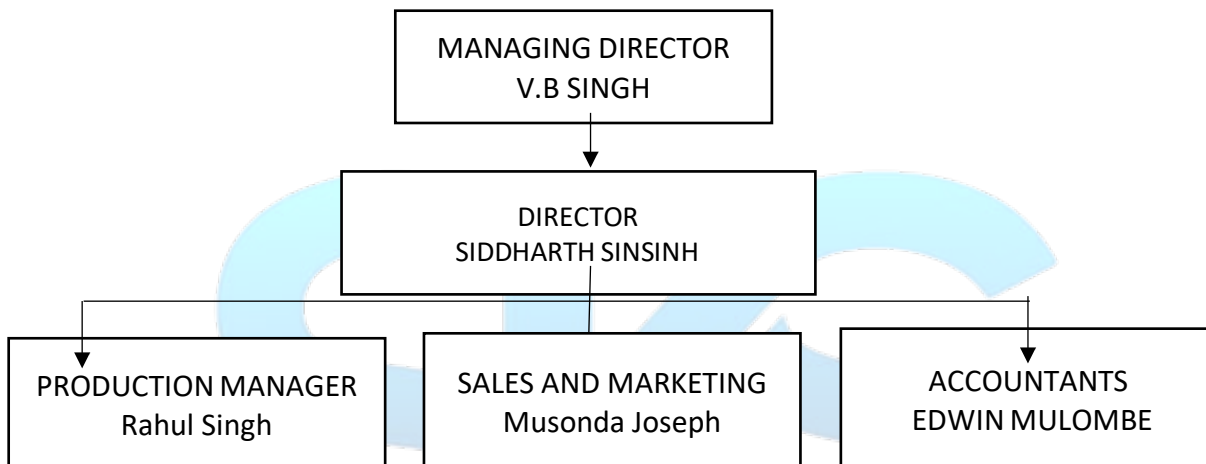 MANAGING DIRECTOR
V.B SINGH
DIRECTOR
SIDDHARTH SINSINH
PRODUCTION MANAGER
Rahul Singh
SALES AND MARKETING
Musonda Joseph
ACCOUNTANTS
EDWIN MULOMBE